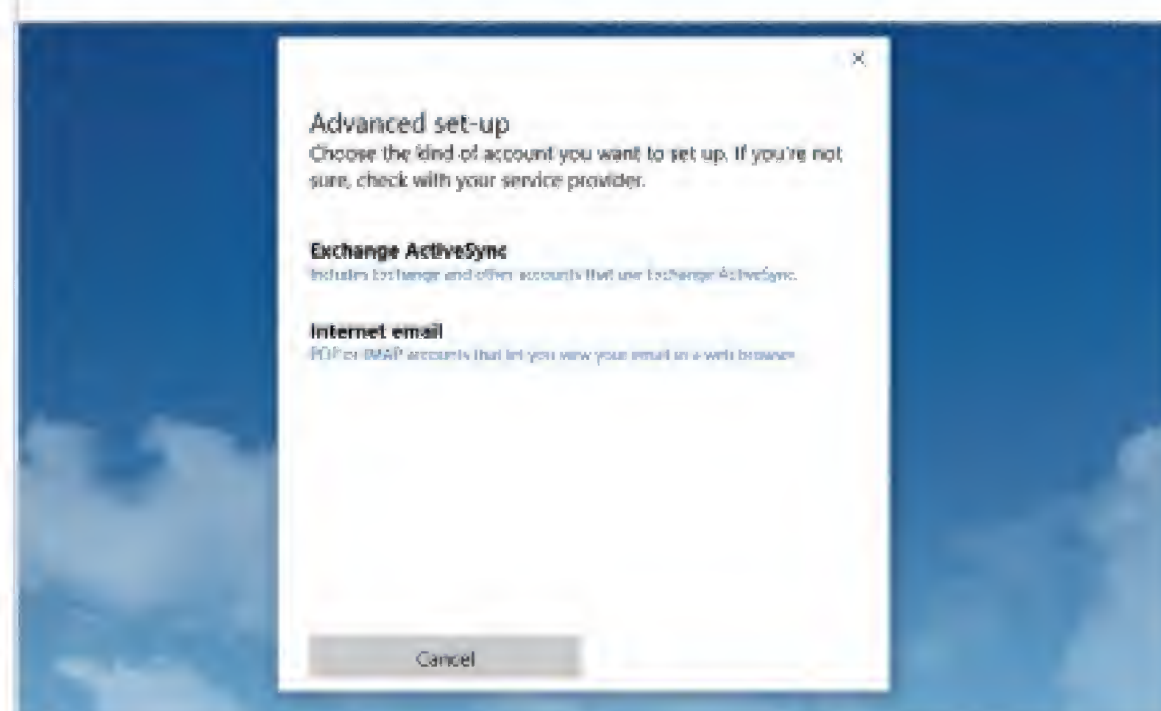 Advanced set-up
Choose the kind of account you want to set up. If you're not
sure, check with your service provider.
Exchange ActiveSync
Includes Exchange and other accounts that use Exchange ActiveSync.
Internet email
POP or IMAP accounts that let you view your email in a web browser.
Cancel